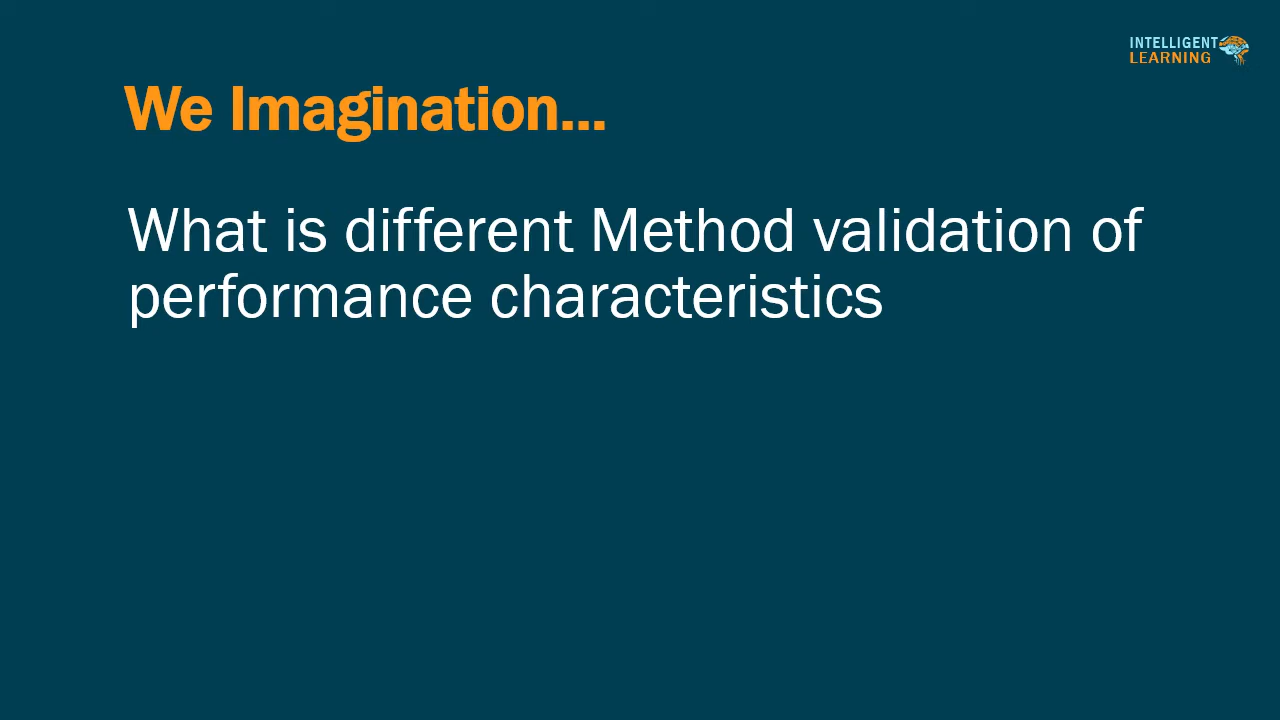 INTELLIGENT
LEARNING
We Imagination...
What is different Method validation of
performance characteristics